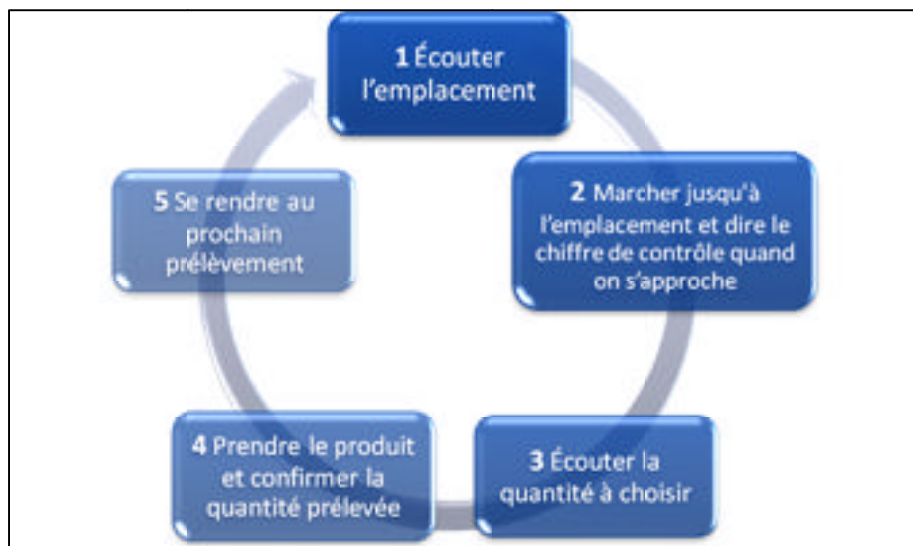 1 Écouter
l'emplacement
2 Marcher jusqu'à
l'emplacement et dire le
chiffre de contrôle quand
on s'approche
3 Écouter la
quantité à choisir
4 Prendre le produit
et confirmer la
quantité prélevée
5 Se rendre au
prochain
prélèvement